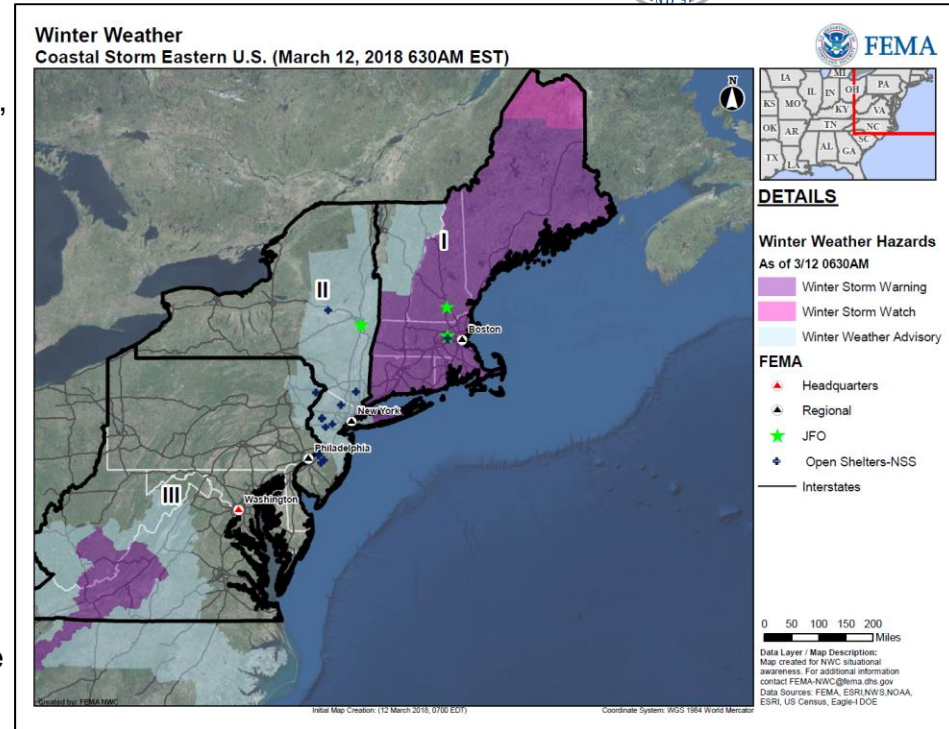 Winter Weather
Coastal Storm Eastern U.S. (March 12, 2018 630AM EST)
FEMA
,
N
IA
MI
PA
IL
IN
OH
KS
MO
KY
VA
OK
AR
TN
NC
SC
TX
LA
AL
GA
DETAILS
Winter Weather Hazards
As of 3/12 0630AM
Winter Storm Warning
Winter Storm Watch
Winter Weather Advisory
FEMA
Headquarters
Regional
JFO
Open Shelters-NSS
Interstates
I
II
Boston
New York
Philadelphia
III
Washington
e
0 50 100 150 200
Miles
Data Layer / Map Description:
Map created for NWC situational
awareness. For additional information
contact FEMA-NWC@fema.dhs.gov
Data Sources: FEMA, ESRI,NWS,NOAA,
ESRI, US Census, Eagle-I DOE
Created by: FEMA NWC
Initial Map Creation: (12 March 2018, 0700 EDT)
Coordinate System: WGS 1984 World Mercator